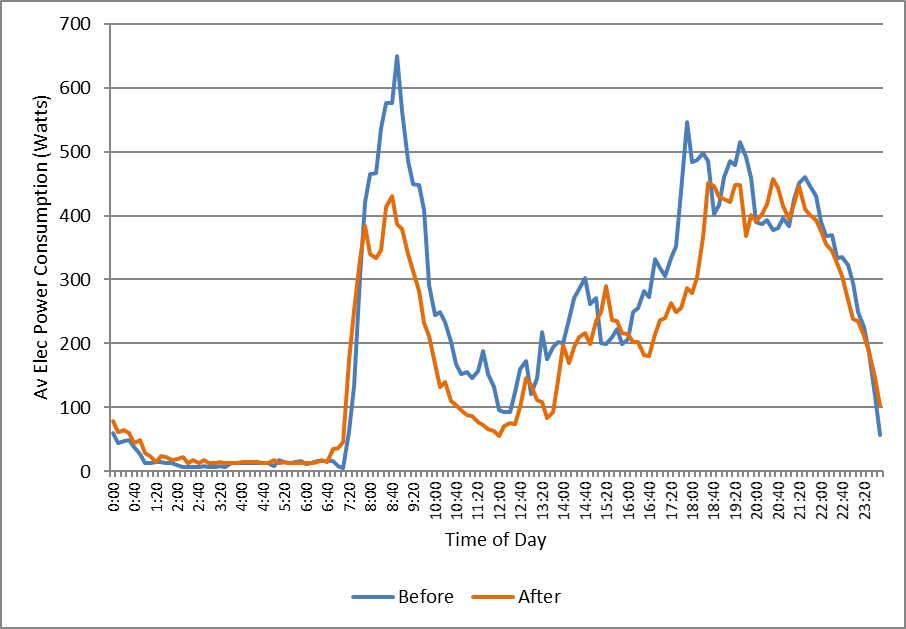 700
600
500
400
300
200
100
0
Av Elec Power Consumption (Watts)
0:00 0:40 1:20 2:00 2:40 3:20 4:00 4:40 5:20 6:00 6:40 7:20 8:00 8:40 9:20 10:00 10:40 11:20 12:00 12:40 13:20 14:00 14:40 15:20 16:00 16:40 17:20 18:00 18:40 19:20 20:00 20:40 21:20 22:00 22:40 23:20
Time of Day
Before After